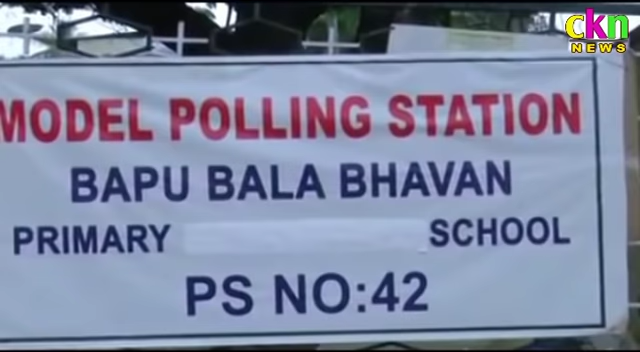 ckn
NEWS
MODEL POLLING STATION
BAPU BALA BHAVAN
PRIMARY SCHOOL
PS NO:42